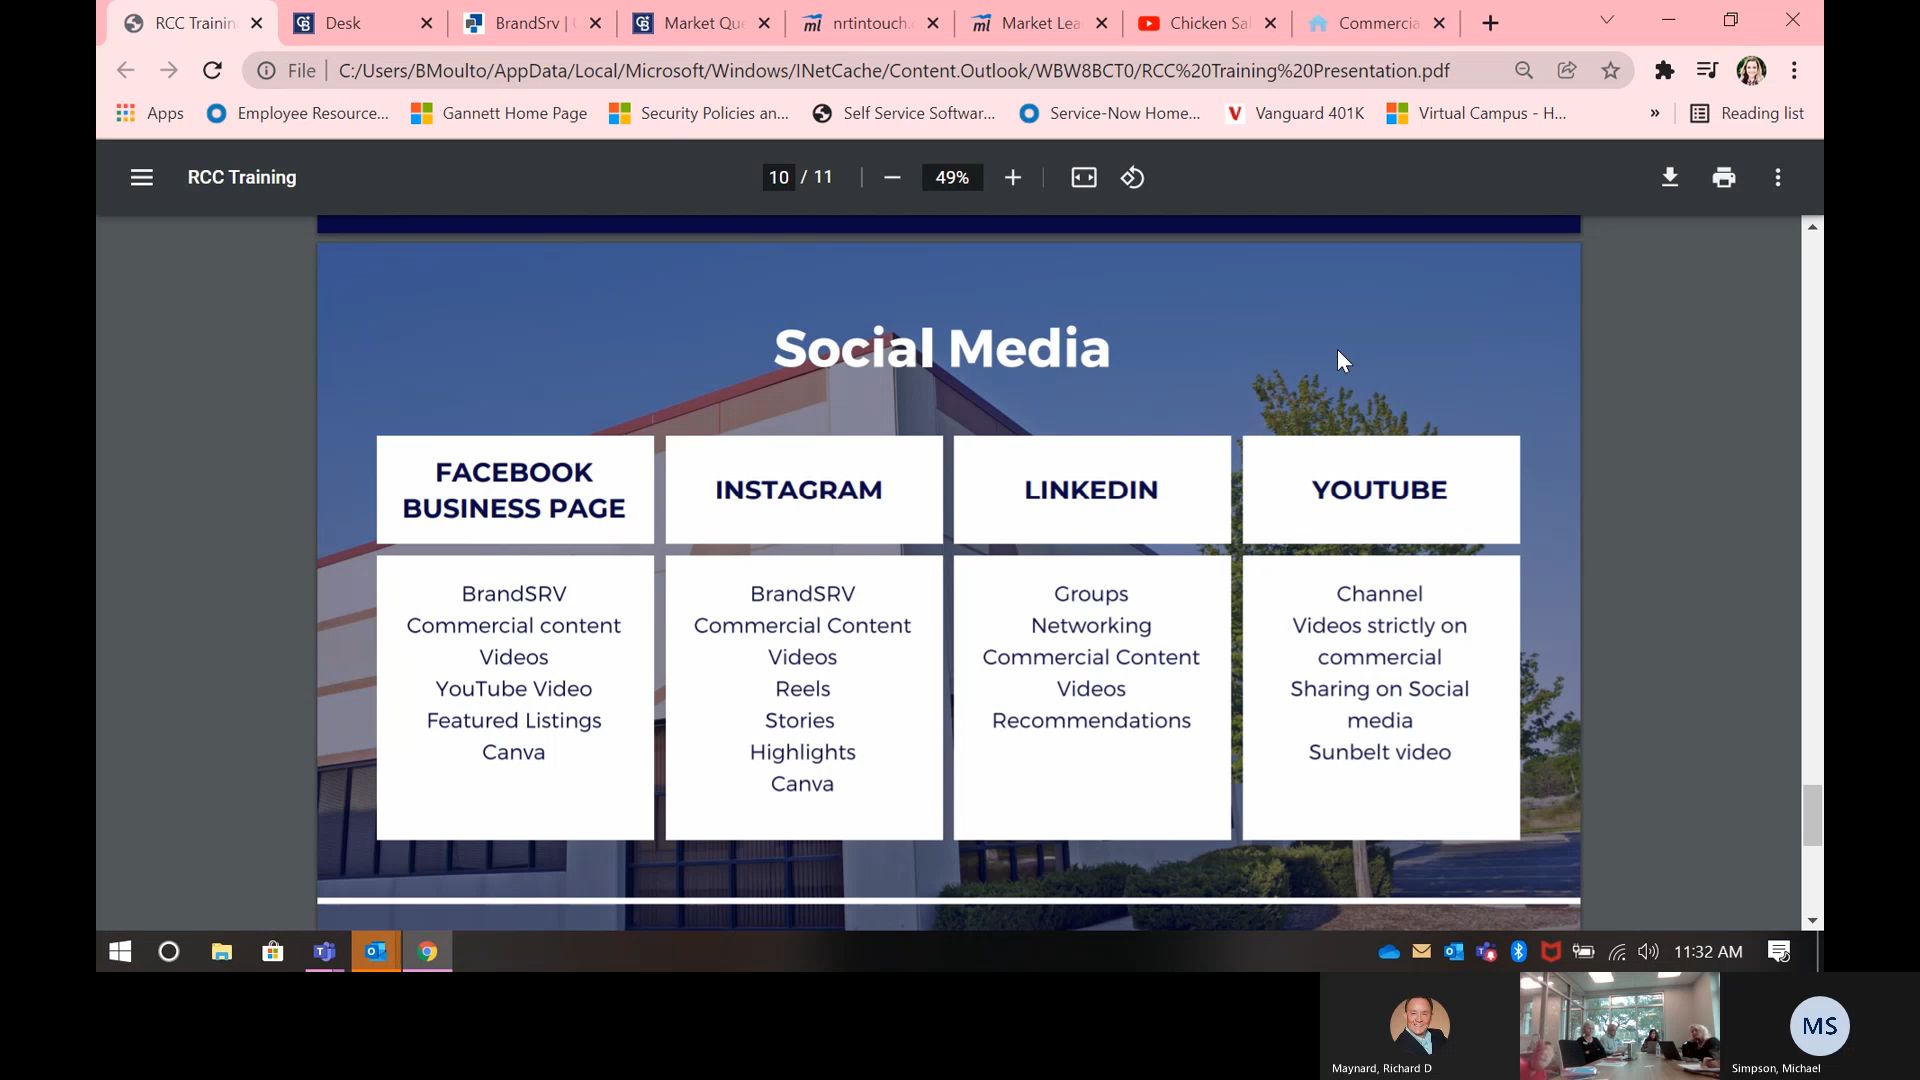 RCC Trainin
Desk
BrandSrv | C
Market Que
nrtintouch.c
Market Lea
Chicken Sal
Commercia
File
C:/Users/BMoulto/AppData/Local/Microsoft/Windows/INetCache/Content.Outlook/WBW8BCT0/RCC%20Training%20Presentation.pdf
Apps
Employee Resource...
Gannett Home Page
Security Policies an...
Self Service Softwar...
Service-Now Home...
Vanguard 401K
Virtual Campus - H...
»
Reading list
RCC Training
10 / 11
49%
Social Media
FACEBOOK
BUSINESS PAGE
BrandSRV
Commercial content
Videos
YouTube Video
Featured Listings
Canva
INSTAGRAM
BrandSRV
Commercial Content
Videos
Reels
Stories
Highlights
Canva
LINKEDIN
Groups
Networking
Commercial Content
Videos
Recommendations
YOUTUBE
Channel
Videos strictly on
commercial
Sharing on Social
media
Sunbelt video
11:32 AM
MS
Maynard, Richard D
Simpson, Michael